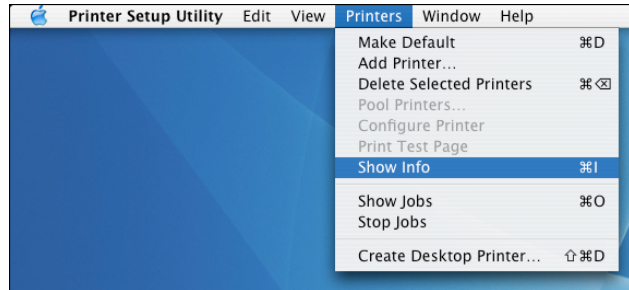 Printer Setup Utility Edit View Printers Window Help
Make Default ⌘D
Add Printer...
Delete Selected Printers ⌘⌫
Pool Printers...
Configure Printer
Print Test Page
Show Info ⌘I
Show Jobs ⌘O
Stop Jobs
Create Desktop Printer... ⇧⌘D